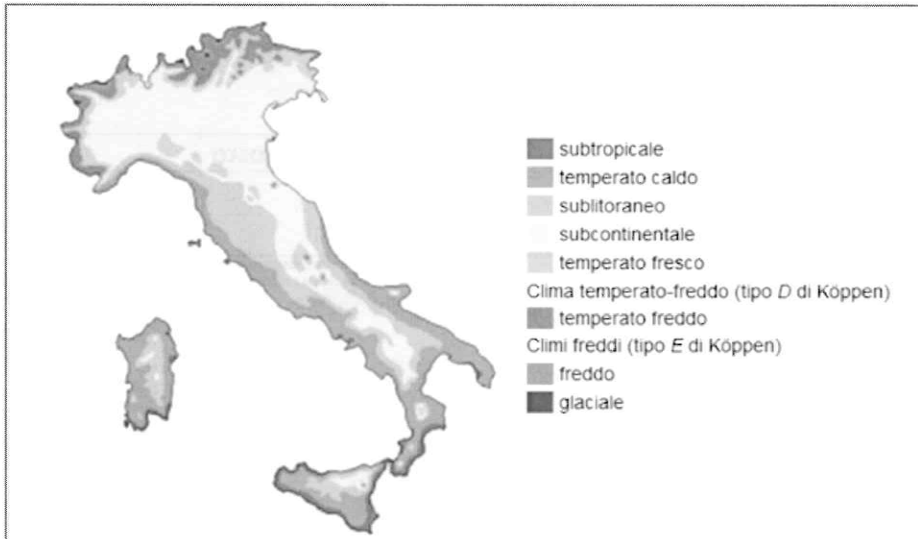 subtropicale
temperato caldo
sublitoraneo
subcontinentale
temperato fresco
Clima temperato-freddo (tipo D di Köppen)
temperato freddo
Climi freddi (tipo E di Köppen)
freddo
glaciale